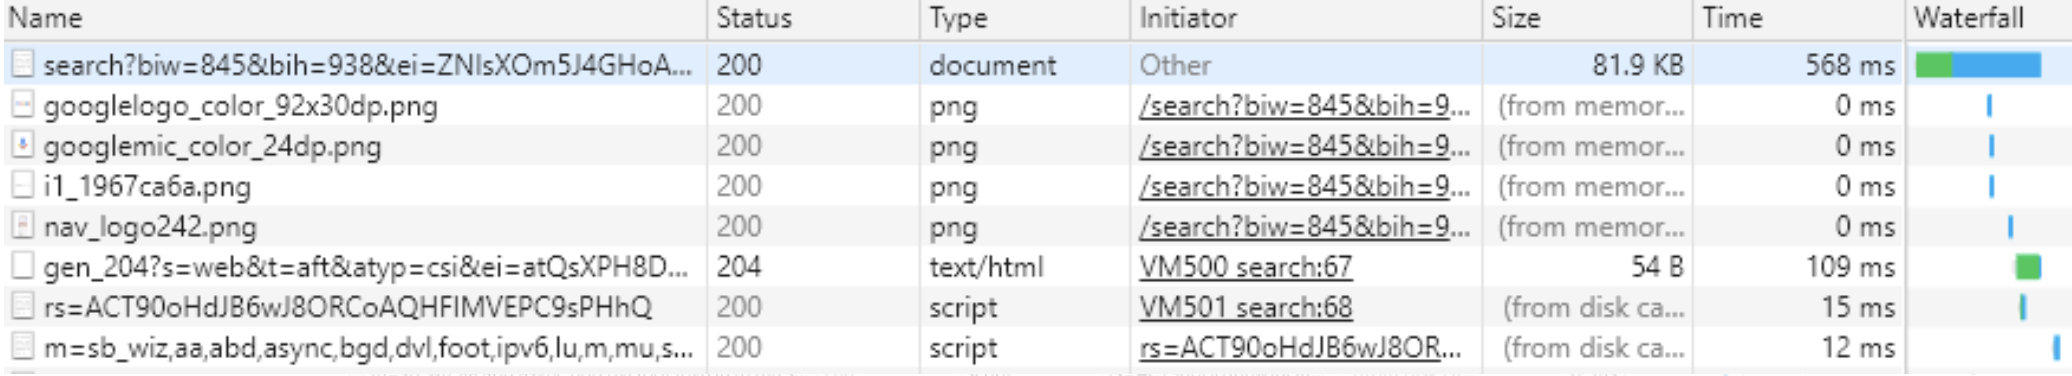 Name Status Type Initiator Size Time Waterfall
search?biw=845&bih=938&ei=ZNIsXOm5J4GHoA... 200 document Other 81.9 KB 568 ms
googlelogo_color_92x30dp.png 200 png /search?biw=845&bih=9... (from memor... 0 ms
googlemic_color_24dp.png 200 png /search?biw=845&bih=9... (from memor... 0 ms
i1_1967ca6a.png 200 png /search?biw=845&bih=9... (from memor... 0 ms
nav_logo242.png 200 png /search?biw=845&bih=9... (from memor... 0 ms
gen_204?s=web&t=aft&atyp=csi&ei=atQsXPH8D... 204 text/html VM500 search:67 54 B 109 ms
rs=ACT90oHdJB6wJ8ORCoAQHFIMVEPC9sPHhQ 200 script VM501 search:68 (from disk ca... 15 ms
m=sb_wiz,aa,abd,async,bgd,dvl,foot,ipv6,lu,m,mu,s... 200 script rs=ACT90oHdJB6wJ8OR... (from disk ca... 12 ms